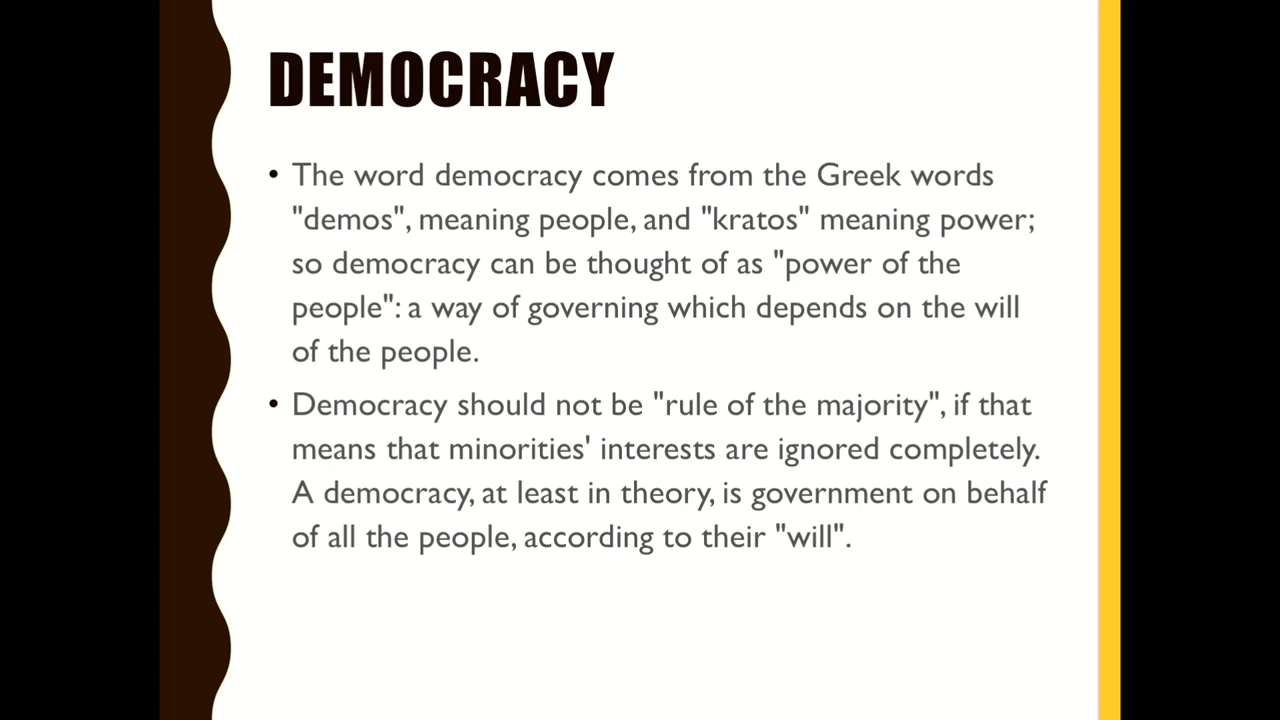 DEMOCRACY
• The word democracy comes from the Greek words
"demos", meaning people, and "kratos" meaning power;
so democracy can be thought of as "power of the
people": a way of governing which depends on the will
of the people.
• Democracy should not be "rule of the majority", if that
means that minorities' interests are ignored completely.
A democracy, at least in theory, is government on behalf
of all the people, according to their "will".